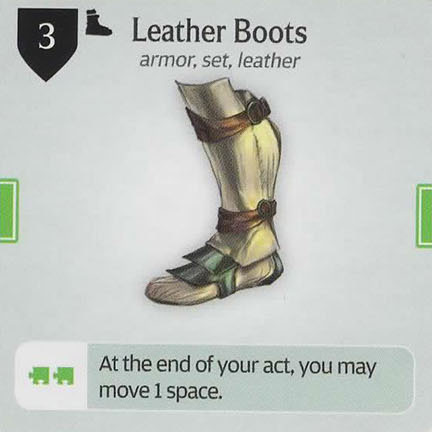 3
Leather Boots
armor, set, leather
At the end of your act, you may
move 1 space.